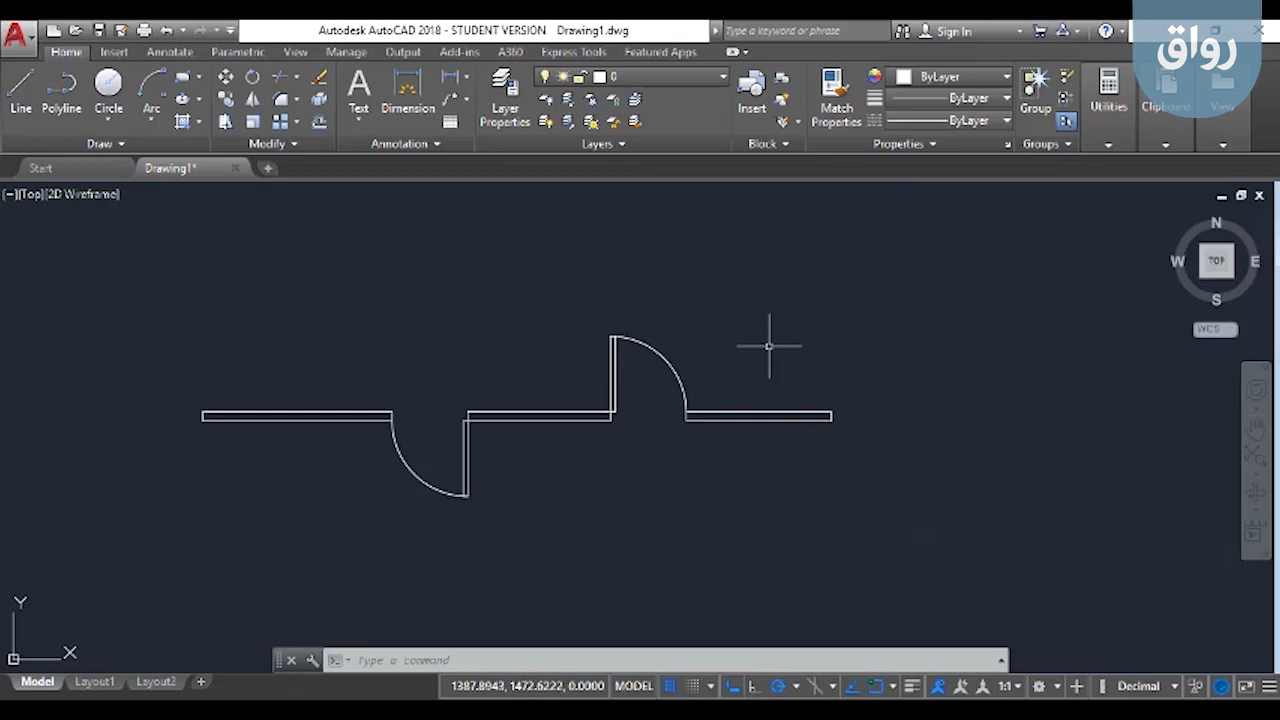 Autodesk AutoCAD 2018 - STUDENT VERSION Drawing1.dwg
Type a keyword or phrase
Sign In
رواق
Home Insert Annotate Parametric View Manage Output Add-ins A360 Express Tools Featured Apps
0
ByLayer
ByLayer
ByLayer
Line Polyline Circle Arc
Text Dimension
Layer
Properties
Insert
Match
Properties
Group
Utilities
Clipboard
View
Draw Modify Annotation Layers Block Properties Groups
Start Drawing1*
[−][Top][2D Wireframe]
N
W TOP E
S
WCS
Y
X
Type a command
Model Layout1 Layout2
1387.8943, 1472.6222, 0.0000 MODEL 1:1 Decimal